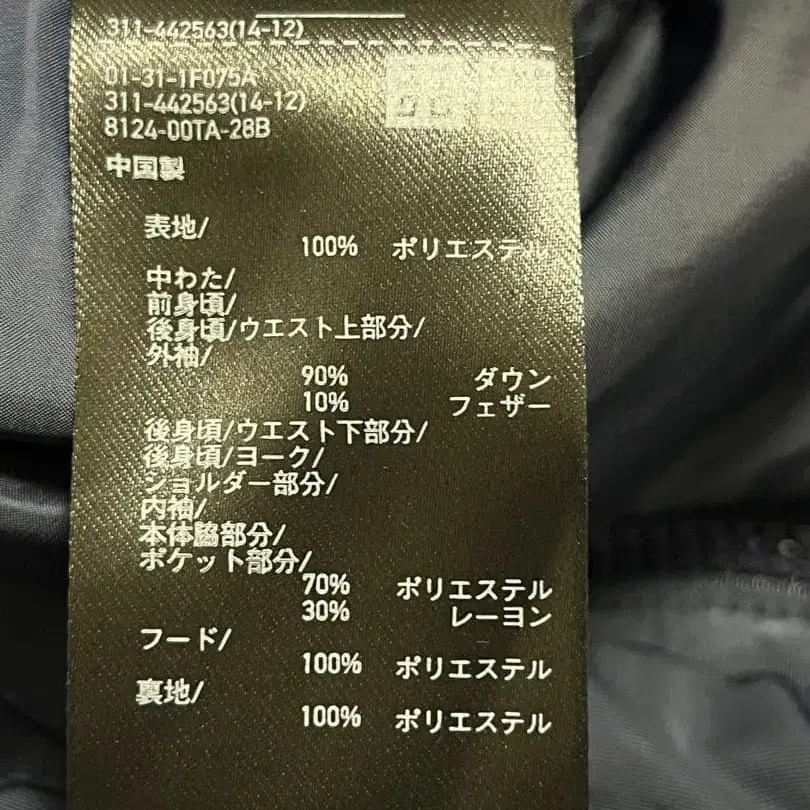 311-442563(14-12)
01-31-1F075A
311-442563(14-12)
8124-00TA-28B
中国製
表地/
100% ポリエステル
中わた/
前身頃/
後身頃/ウエスト上部分/
外袖/
90% ダウン
10% フェザー
後身頃/ウエスト下部分/
後身頃/ヨーク/
ショルダー部分/
内袖/
本体脇部分/
ポケット部分/
70% ポリエステル
30% レーヨン
フード/
100% ポリエステル
裏地/
100% ポリエステル